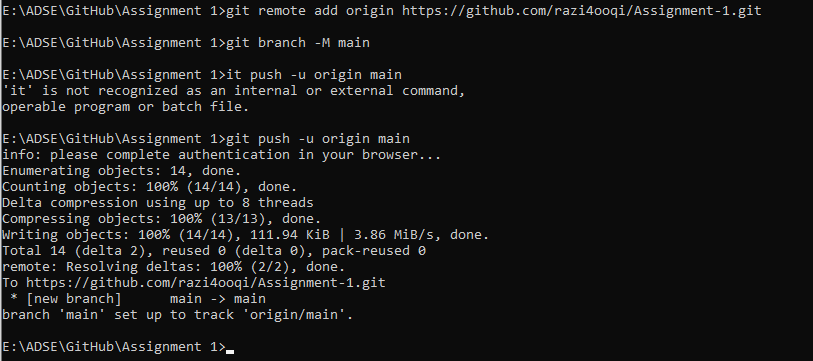 E:\ADSE\GitHub\Assignment 1>git remote add origin https://github.com/razi4ooqi/Assignment-1.git
E:\ADSE\GitHub\Assignment 1>git branch -M main
E:\ADSE\GitHub\Assignment 1>it push -u origin main
'it' is not recognized as an internal or external command,
operable program or batch file.
E:\ADSE\GitHub\Assignment 1>git push -u origin main
info: please complete authentication in your browser...
Enumerating objects: 14, done.
Counting objects: 100% (14/14), done.
Delta compression using up to 8 threads
Compressing objects: 100% (13/13), done.
Writing objects: 100% (14/14), 111.94 KiB | 3.86 MiB/s, done.
Total 14 (delta 2), reused 0 (delta 0), pack-reused 0
remote: Resolving deltas: 100% (2/2), done.
To https://github.com/razi4ooqi/Assignment-1.git
 * [new branch]      main -> main
branch 'main' set up to track 'origin/main'.
E:\ADSE\GitHub\Assignment 1>